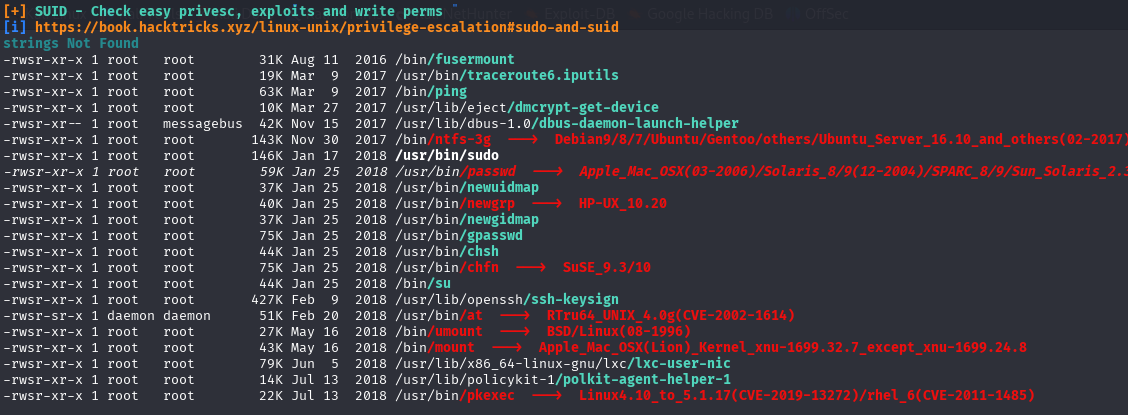 [+] SUID - Check easy privesc, exploits and write perms
[i] https://book.hacktricks.xyz/linux-unix/privilege-escalation#sudo-and-suid
strings Not Found
-rwsr-xr-x 1 root   root        31K Aug 11  2016 /bin/fusermount
-rwsr-xr-x 1 root   root        19K Mar  9  2017 /bin/traceroute6.iputils
-rwsr-xr-x 1 root   root        63K Mar  9  2017 /bin/ping
-rwsr-xr-x 1 root   root        10K Mar 27  2017 /usr/lib/eject/dmcrypt-get-device
-rwsr-xr-- 1 root   messagebus  42K Nov 15  2017 /usr/lib/dbus-1.0/dbus-daemon-launch-helper
-rwsr-xr-x 1 root   root       143K Nov 30  2017 /bin/ntfs-3g  --->  Debian9/8/7/Ubuntu/Gentoo/others/Ubuntu_Server_16.10_and_others(02-2017)
-rwsr-xr-x 1 root   root       146K Jan 17  2018 /usr/bin/sudo
-rwsr-xr-x 1 root   root        59K Jan 25  2018 /usr/bin/passwd  --->  Apple_Mac_OSX(03-2006)/Solaris_8/9(12-2004)/SPARC_8/9/Sun_Solaris_2.3
-rwsr-xr-x 1 root   root        37K Jan 25  2018 /usr/bin/newuidmap
-rwsr-xr-x 1 root   root        40K Jan 25  2018 /usr/bin/newgrp  --->  HP-UX_10.20
-rwsr-xr-x 1 root   root        37K Jan 25  2018 /usr/bin/newgidmap
-rwsr-xr-x 1 root   root        75K Jan 25  2018 /usr/bin/gpasswd
-rwsr-xr-x 1 root   root        44K Jan 25  2018 /usr/bin/chsh
-rwsr-xr-x 1 root   root        75K Jan 25  2018 /usr/bin/chfn  --->  SuSE_9.3/10
-rwsr-xr-x 1 root   root        44K Jan 25  2018 /bin/su
-rwsr-xr-x 1 root   root       427K Feb  9  2018 /usr/lib/openssh/ssh-keysign
-rwsr-sr-x 1 daemon daemon      51K Feb 20  2018 /usr/bin/at  --->  RTru64_UNIX_4.0g(CVE-2002-1614)
-rwsr-xr-x 1 root   root        27K May 16  2018 /bin/umount  --->  BSD/Linux(08-1996)
-rwsr-xr-x 1 root   root        43K May 16  2018 /bin/mount  --->  Apple_Mac_OSX(Lion)_Kernel_xnu-1699.32.7_except_xnu-1699.24.8
-rwsr-xr-x 1 root   root        79K Jun  5  2018 /usr/lib/x86_64-linux-gnu/lxc/lxc-user-nic
-rwsr-xr-x 1 root   root        14K Jul 13  2018 /usr/lib/policykit-1/polkit-agent-helper-1
-rwsr-xr-x 1 root   root        22K Jul 13  2018 /usr/bin/pkexec  --->  Linux4.10_to_5.1.17(CVE-2019-13272)/rhel_6(CVE-2011-1485)